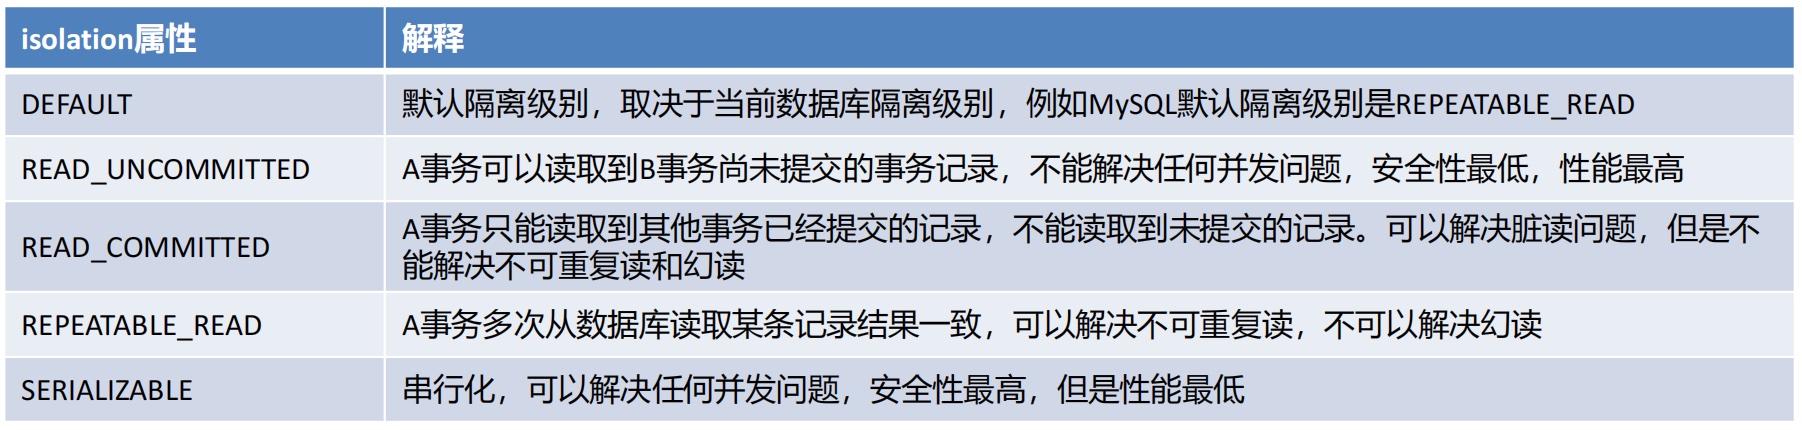 isolation属性
解释
DEFAULT
默认隔离级别，取决于当前数据库隔离级别，例如MySQL默认隔离级别是REPEATABLE_READ
READ_UNCOMMITTED
A事务可以读取到B事务尚未提交的事务记录，不能解决任何并发问题，安全性最低，性能最高
READ_COMMITTED
A事务只能读取到其他事务已经提交的记录，不能读取到未提交的记录。可以解决脏读问题，但是不
能解决不可重复读和幻读
REPEATABLE_READ
A事务多次从数据库读取某条记录结果一致，可以解决不可重复读，不可以解决幻读
SERIALIZABLE
串行化，可以解决任何并发问题，安全性最高，但是性能最低